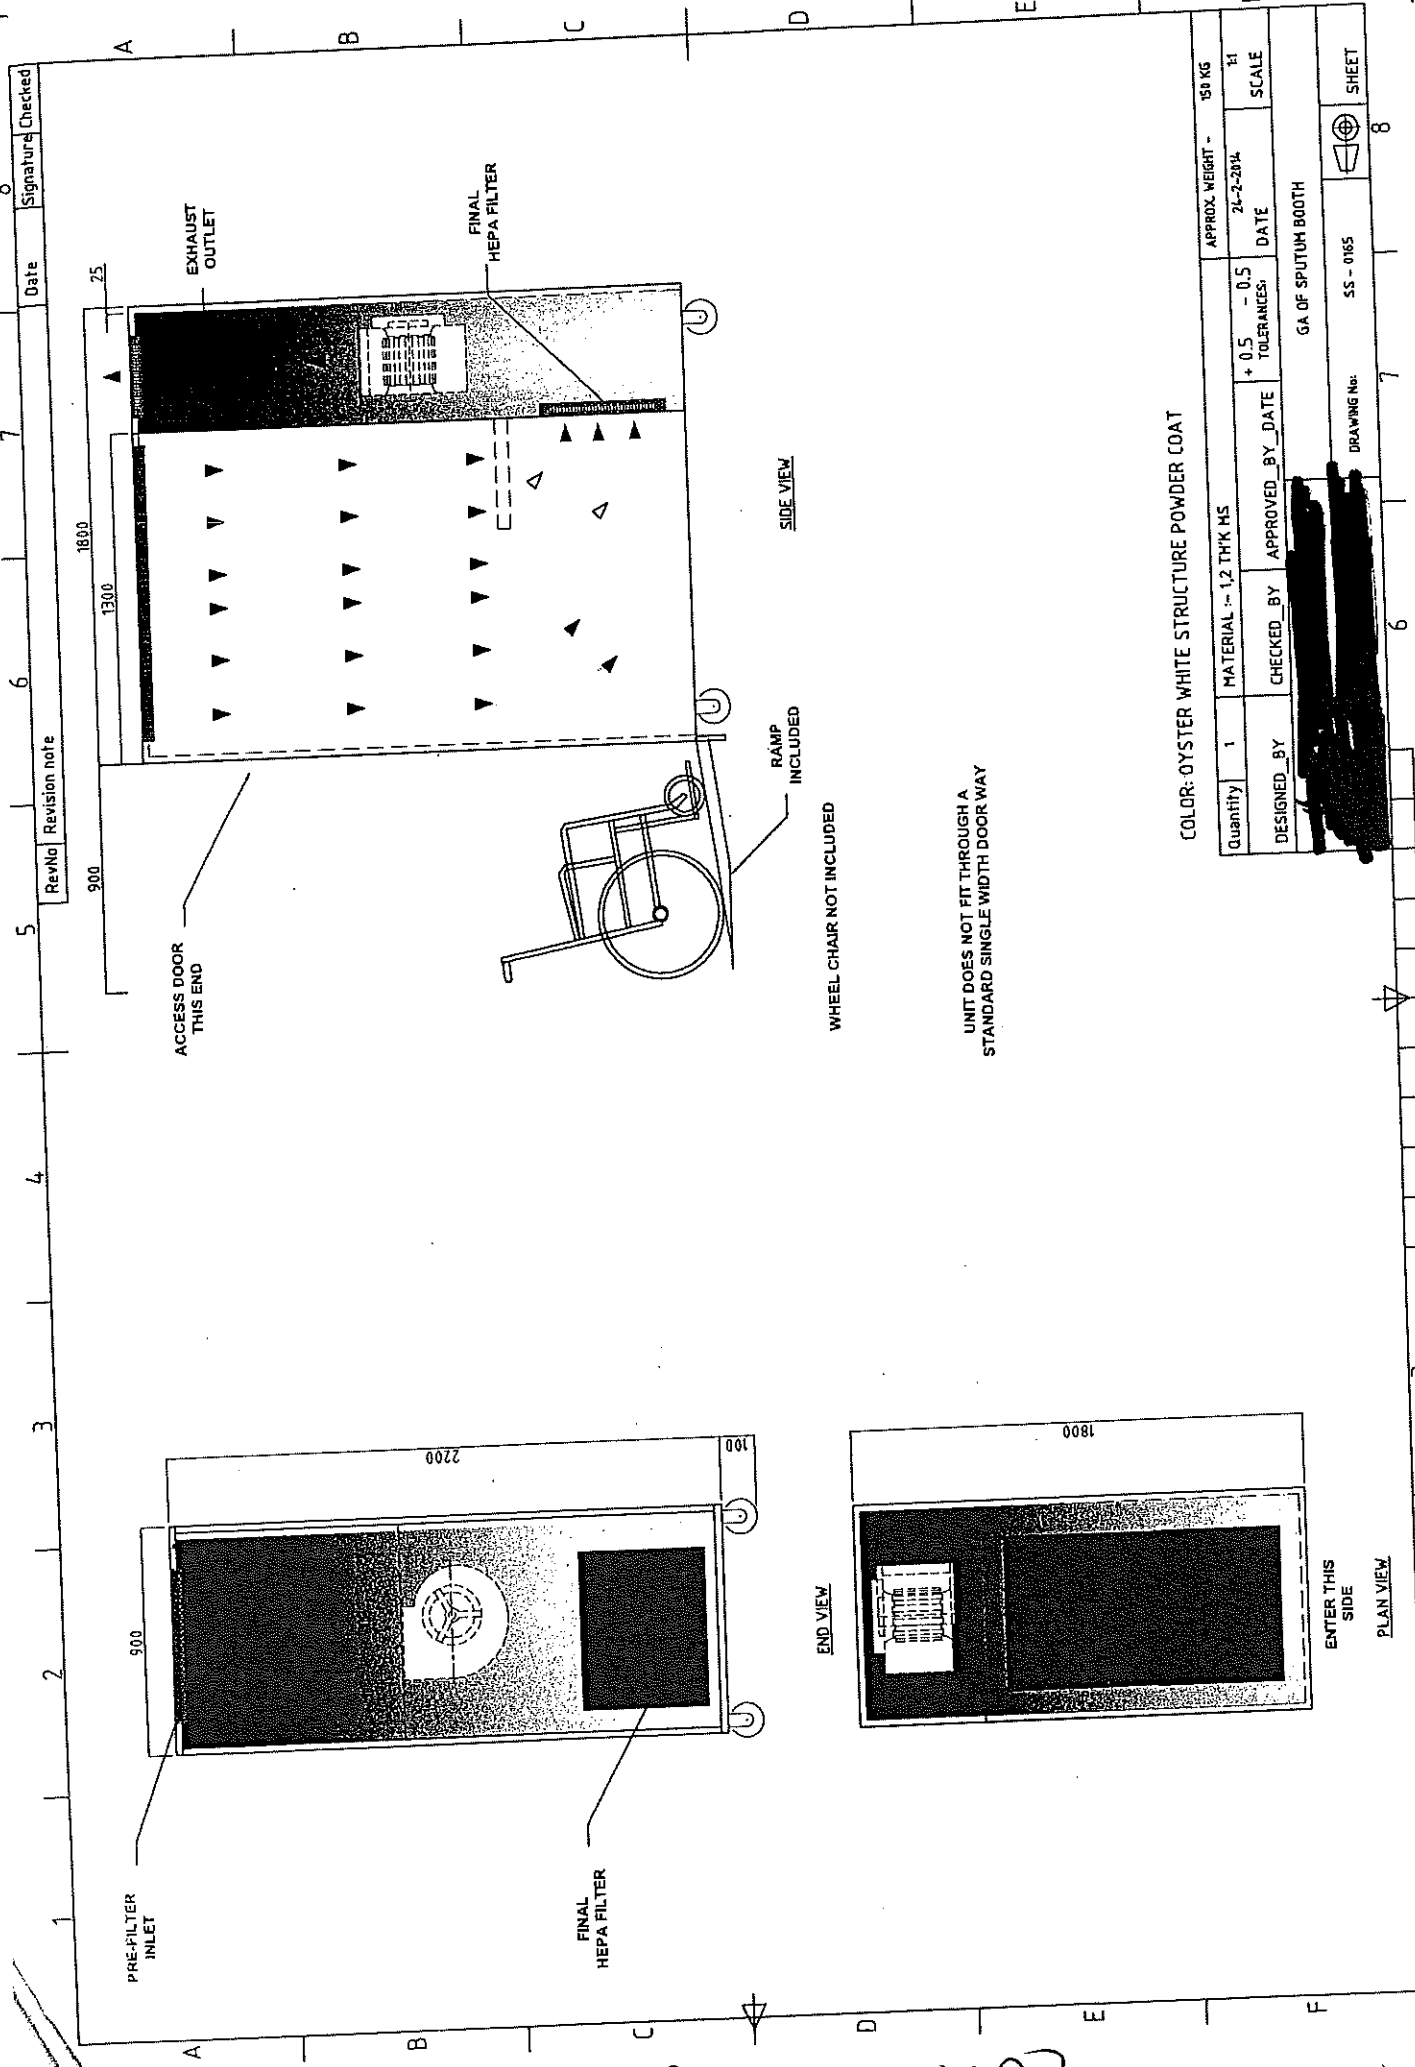 1
2
3
4
5
6
7
8
RevNo Revision note Date Signature Checked
A
B
C
D
E
A
B
C
D
E
F
PRE-FILTER
INLET
900
2200
100
FINAL
HEPA FILTER
END VIEW
1800
ENTER THIS
SIDE
PLAN VIEW
900
1800
1300
25
ACCESS DOOR
THIS END
EXHAUST
OUTLET
FINAL
HEPA FILTER
SIDE VIEW
RAMP
INCLUDED
WHEEL CHAIR NOT INCLUDED
UNIT DOES NOT FIT THROUGH A
STANDARD SINGLE WIDTH DOOR WAY
COLOR:-OYSTER WHITE STRUCTURE POWDER COAT
Quantity 1 MATERIAL :- 1,2 TH'K MS APPROX. WEIGHT - 150 KG
DESIGNED_BY CHECKED_BY APPROVED_BY_DATE + 0.5 - 0.5
TOLERANCES: 24-2-2014
DATE 1:1
SCALE
GA OF SPUTUM BOOTH
DRAWING No: SS - 0165 SHEET
6
7
8